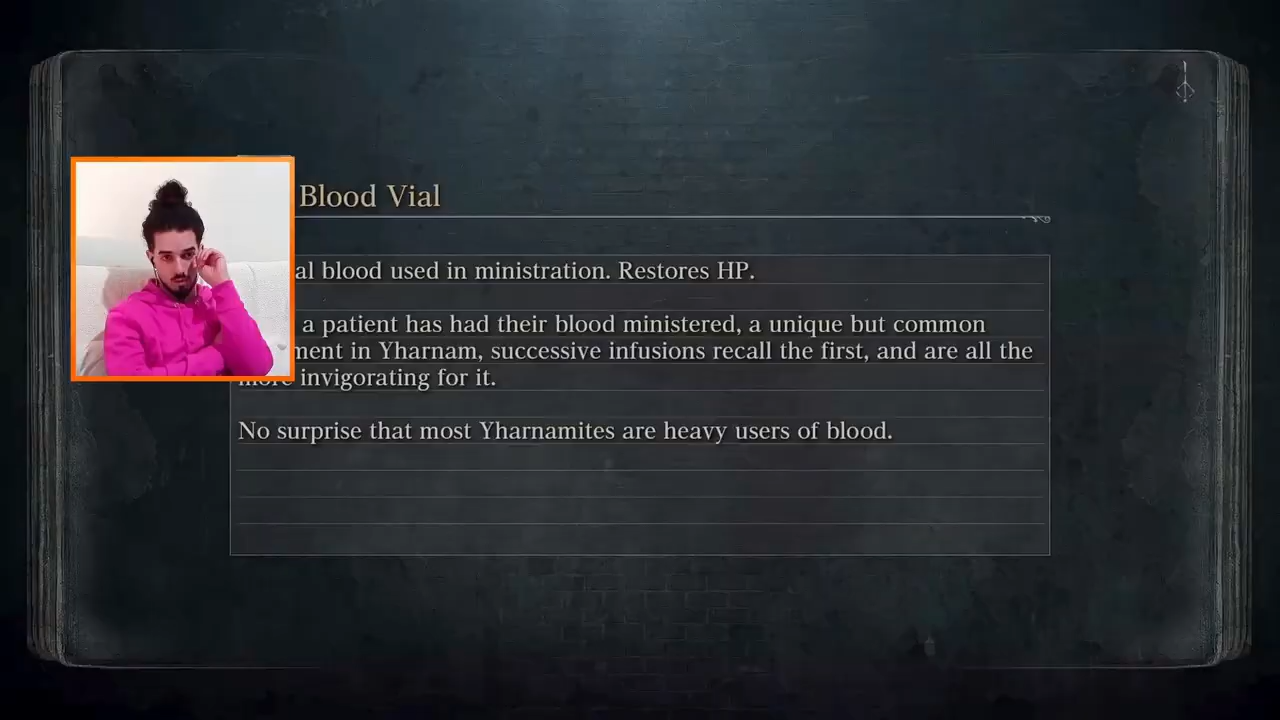 Blood Vial
blood used in ministration. Restores HP.
a patient has had their blood ministered, a unique but common
in Yharnam, successive infusions recall the first, and are all the
more invigorating for it.
No surprise that most Yharnamites are heavy users of blood.